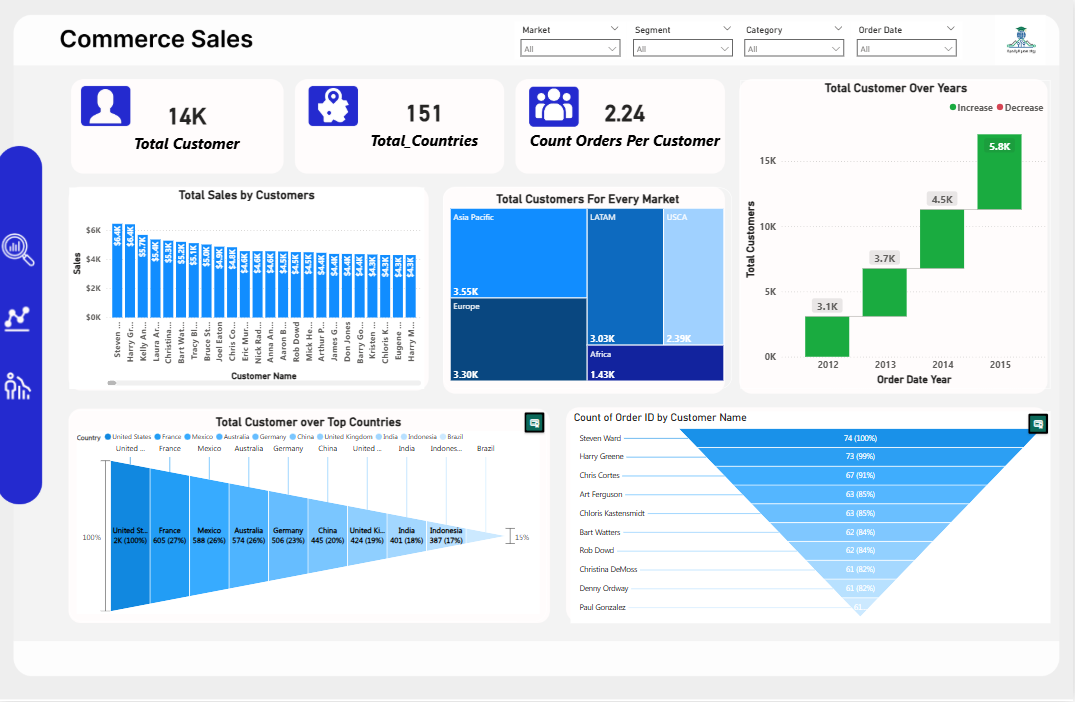 Commerce Sales
Market
Segment
Category
Order Date
All
All
All
All
14K
Total Customer
151
Total_Countries
2.24
Count Orders Per Customer
Total Customer Over Years
Increase Decrease
Total Customers
15K
10K
5K
0K
3.1K
3.7K
4.5K
5.8K
2012 2013 2014 2015
Order Date Year
Total Sales by Customers
Sales
$6K
$4K
$2K
$0K
$6.4K $6.4K $5.7K $5.4K $5.3K $5.2K $5.1K $5.0K $4.9K $4.8K $4.6K $4.6K $4.6K $4.5K $4.5K $4.5K $4.4K $4.4K $4.4K $4.4K $4.3K $4.3K $4.3K $4.3K
Steven ...
Harry Gr...
Kelly An...
Laura Ar...
Christina...
Bart Wat...
Tracy Bl...
Bruce St...
Joel Eaton
Chris Co...
Eric Mur...
Nick Rad...
Anna An...
Aaron B...
Rob Dowd
Mick He...
Arthur P...
James G...
Don Jones
Barry Go...
Kristen ...
Chloris K...
Eugene ...
Harry M...
Customer Name
Total Customers For Every Market
Asia Pacific
3.55K
Europe
3.30K
LATAM
3.03K
USCA
2.39K
Africa
1.43K
Total Customer over Top Countries
Country United States France Mexico Australia Germany China United Kingdom India Indonesia Brazil
United ... France Mexico Australia Germany China United ... India Indones... Brazil
100%
United St... France Mexico Australia Germany China United Ki... India Indonesia
2K (100%) 605 (27%) 588 (26%) 574 (26%) 506 (23%) 445 (20%) 424 (19%) 401 (18%) 387 (17%)
15%
Count of Order ID by Customer Name
Steven Ward 74 (100%)
Harry Greene 73 (99%)
Chris Cortes 67 (91%)
Art Ferguson 63 (85%)
Chloris Kastensmidt 63 (85%)
Bart Watters 62 (84%)
Rob Dowd 62 (84%)
Christina DeMoss 61 (82%)
Denny Ordway 61 (82%)
Paul Gonzalez